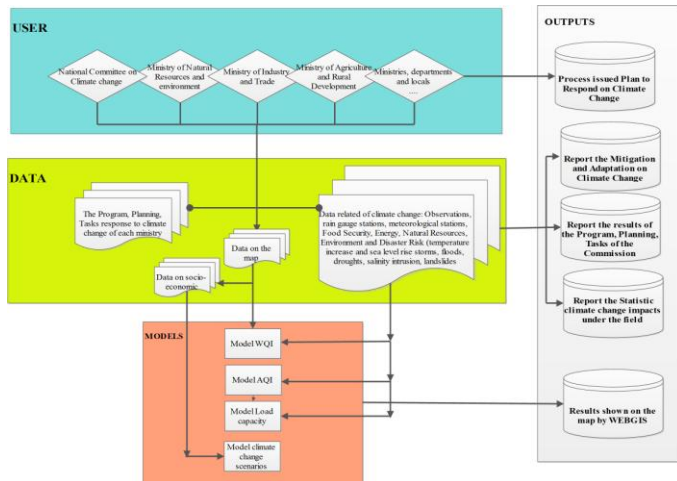 USER
National Committee on
Climate change
Ministry of Natural
Resources and
environment
Ministry of Industry
and Trade
Ministry of Agriculture
and Rural
Development
Ministries, departments
and locals
....
DATA
The Program, Planning,
Tasks response to climate
change of each ministry
Data related of climate change: Observations,
rain gauge stations, meteorological stations,
Food Security, Energy, Natural Resources,
Environment and Disaster Risk (temperature
increase and sea level rise storms, floods,
droughts, salinity intrusion, landslides
Data on the
map
Data on socio-
economic
MODELS
Model WQI
Model AQI
Model Load
capacity
Model climate
change
scenarios
OUTPUTS
Process issued Plan to
Respond on Climate
Change
Report the Mitigation
and Adaptation on
Climate Change
Report the results of
the Program, Planning,
Tasks of the
Commission
Report the Statistic
climate change impacts
under the field
Results shown on the
map by WEBGIS